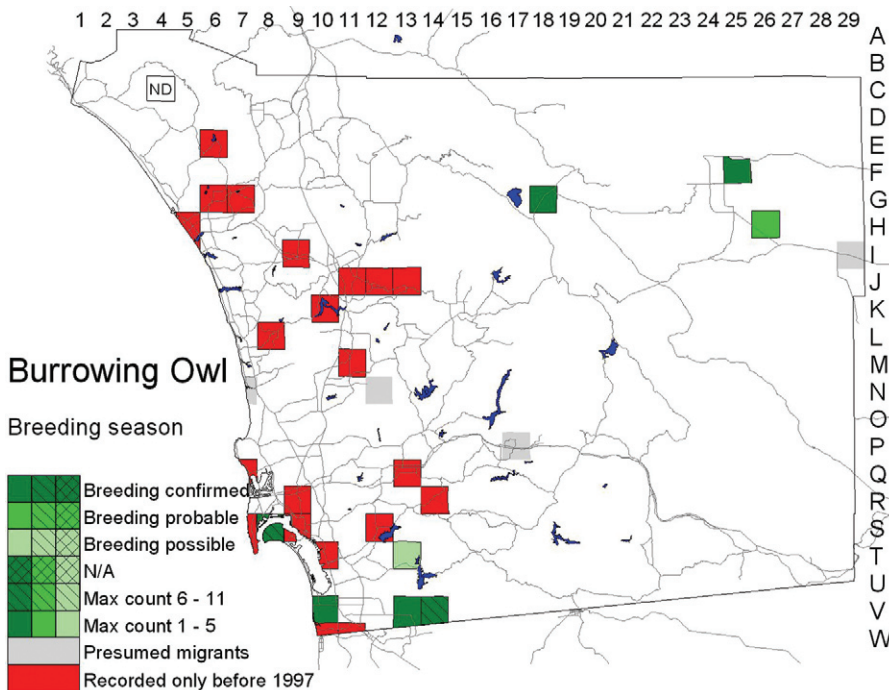 1 2 3 4 5 6 7 8 9 10 11 12 13 14 15 16 17 18 19 20 21 22 23 24 25 26 27 28 29
A
B
C
D
E
F
G
H
I
J
K
L
M
N
O
P
Q
R
S
T
U
V
W
ND
Burrowing Owl
Breeding season
Breeding confirmed
Breeding probable
Breeding possible
N/A
Max count 6 - 11
Max count 1 - 5
Presumed migrants
Recorded only before 1997